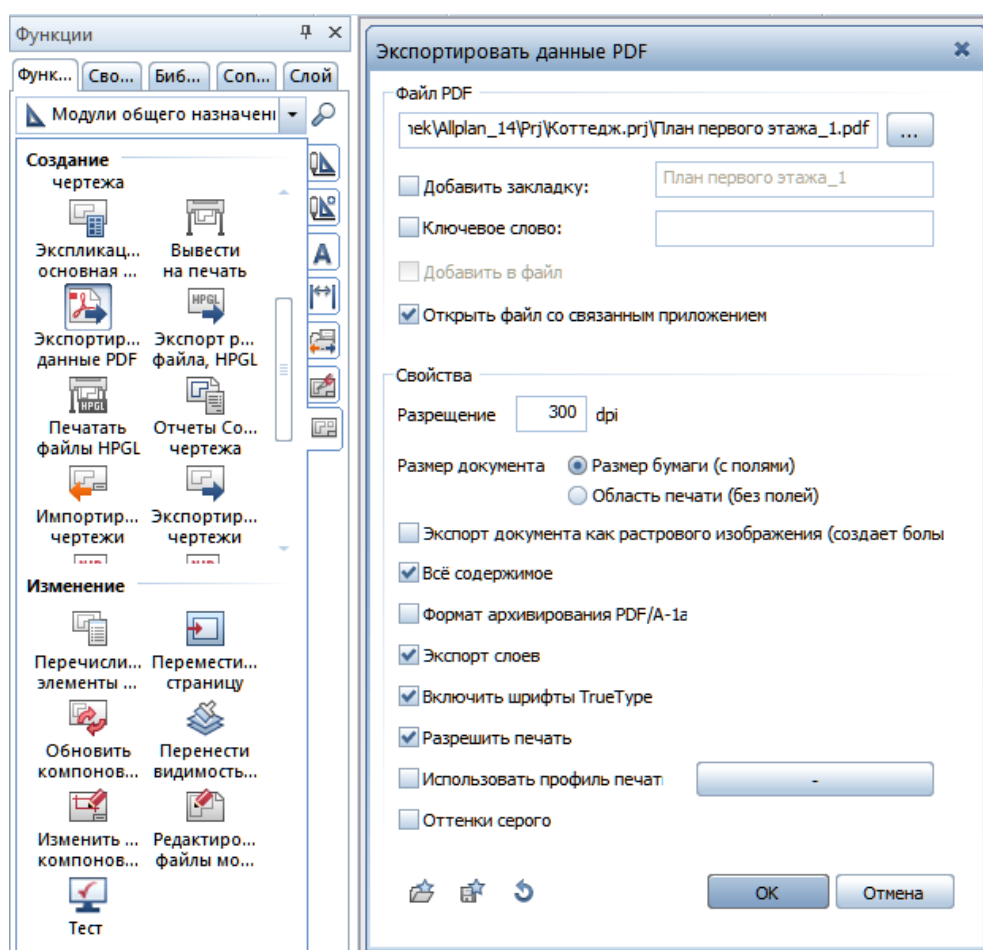 Функции
Функ... Сво... Биб... Con... Слой
Модули общего назначені
Создание
чертежа
Экспликац... Вывести
основная ... на печать
HPGL
Экспортир... Экспорт р...
данные PDF файла, HPGL
HPGL
Печатать Отчеты Co...
файлы HPGL чертежа
Импортир... Экспортир...
чертежи чертежи
Изменение
Перечисли... Перемести...
элементы ... страницу
Обновить Перенести
компонов... видимость...
Изменить ... Редактиро...
компонов... файлы мо...
Тест
Экспортировать данные PDF
Файл PDF
nek\Allplan_14\Prj\Коттедж.prj\План первого этажа_1.pdf ...
Добавить закладку: План первого этажа_1
Ключевое слово:
Добавить в файл
Открыть файл со связанным приложением
Свойства
Разрещение 300 dpi
Размер документа Размер бумаги (с полями)
Область печати (без полей)
Экспорт документа как растрового изображения (создает болы
Всё содержимое
Формат архивирования PDF/A-1a
Экспорт слоев
Включить шрифты TrueType
Разрешить печать
Использовать профиль печат -
Оттенки серого
OK Отмена